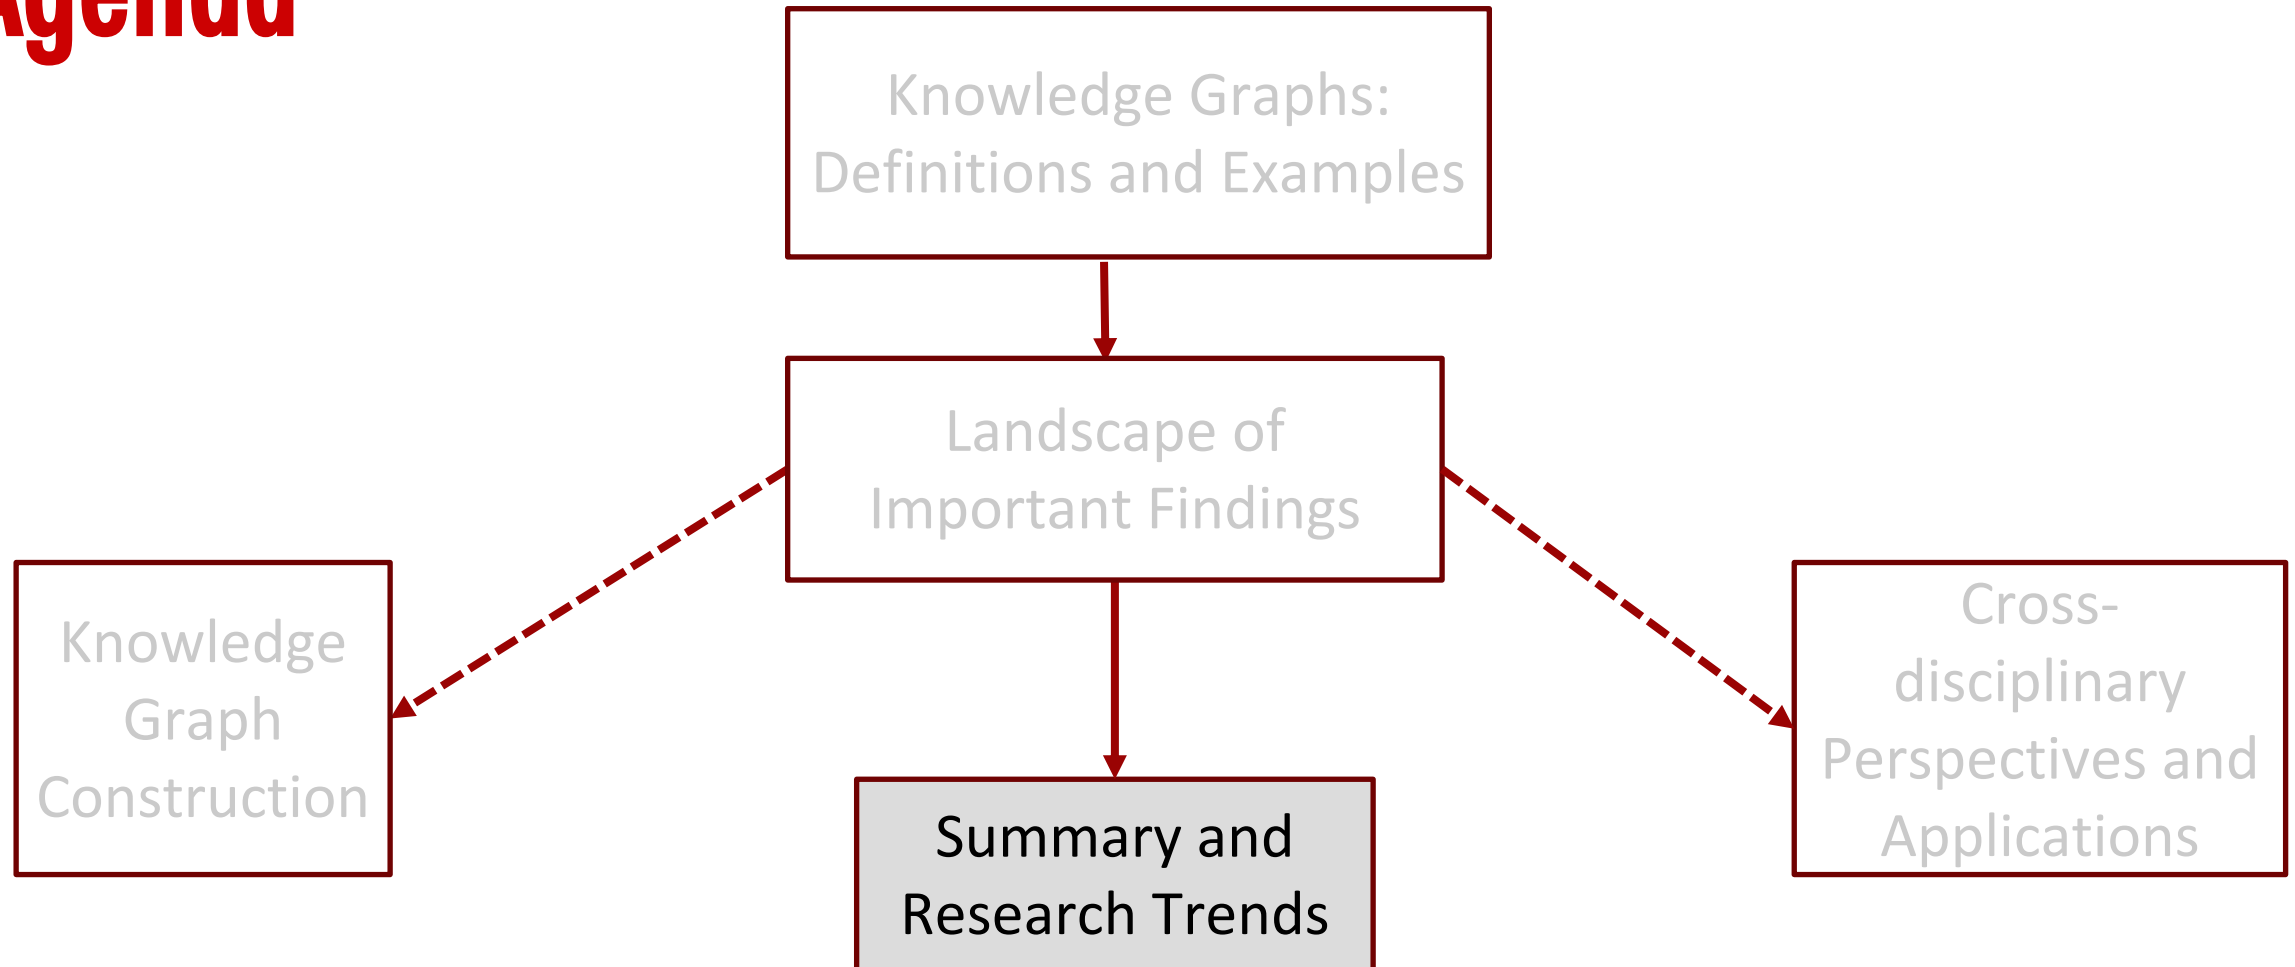 Agenda
Knowledge Graphs:
Definitions and Examples
Landscape of
Important Findings
Knowledge
Graph
Construction
Cross-
disciplinary
Perspectives and
Applications
Summary and
Research Trends